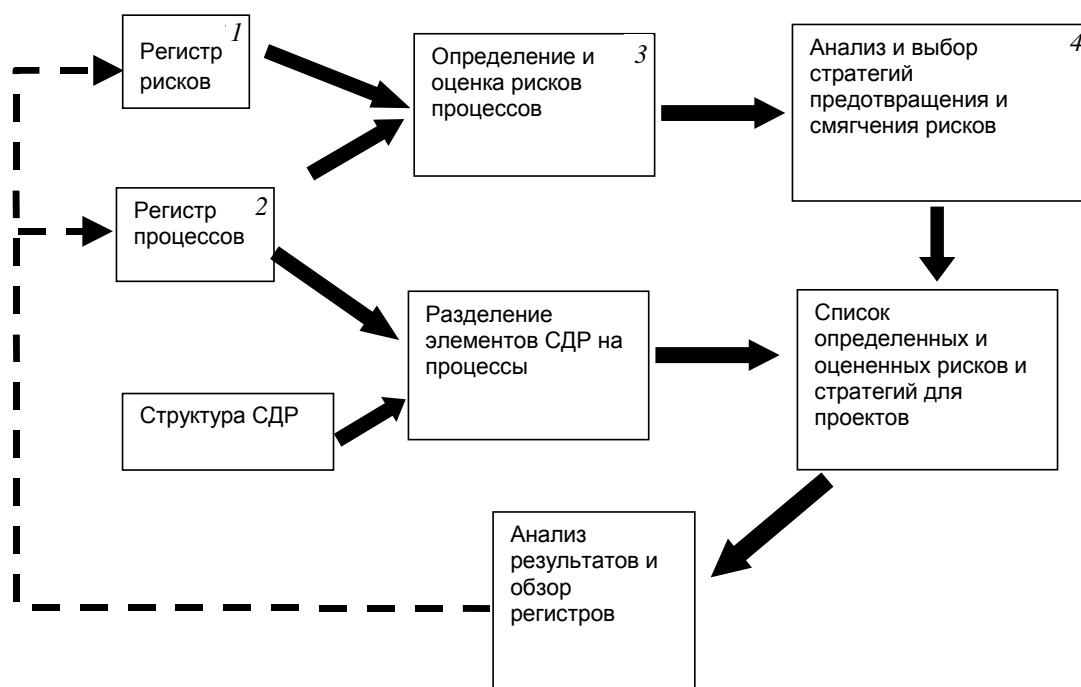 1
Регистр
рисков
3
Определение и
оценка рисков
процессов
4
Анализ и выбор
стратегий
предотвращения и
смягчения рисков
2
Регистр
процессов
Разделение
элементов СДР на
процессы
Список
определенных и
оцененных рисков и
стратегий для
проектов
Структура СДР
Анализ
результатов и
обзор
регистров